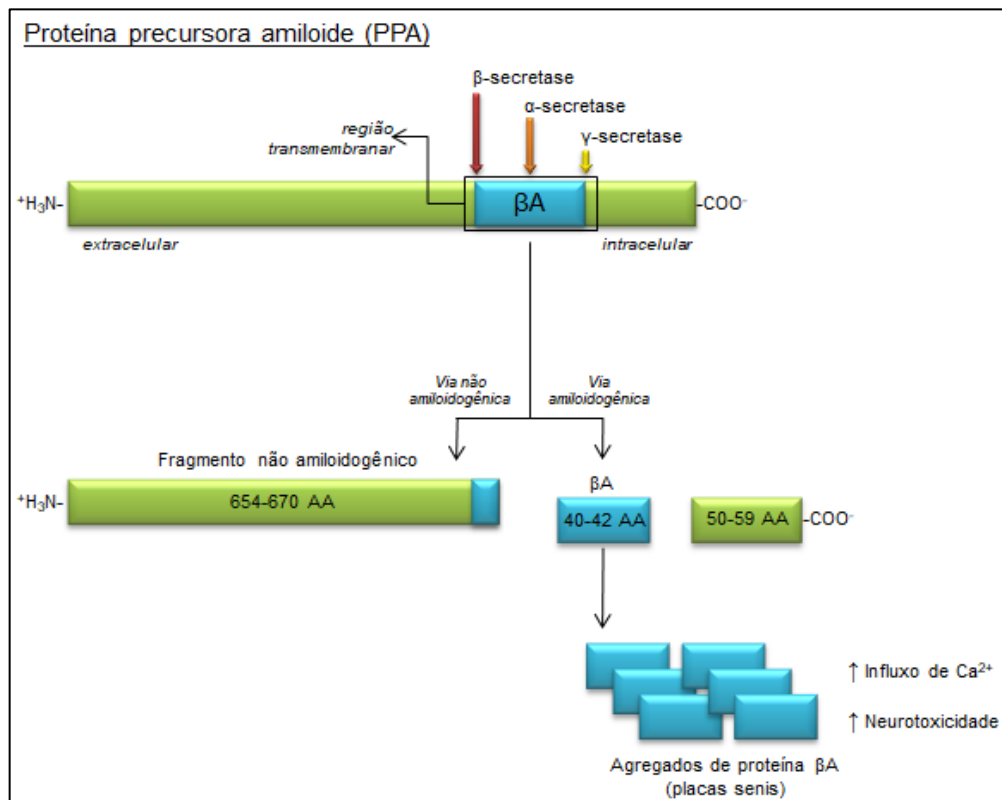 Proteína precursora amiloide (PPA)
β-secretase
α-secretase
γ-secretase
região
transmembranar
⁺H₃N-
βA
-COO⁻
extracelular
intracelular
Via não
amiloidogênica
Via
amiloidogênica
Fragmento não amiloidogênico
⁺H₃N-
654-670 AA
βA
40-42 AA
50-59 AA
-COO⁻
↑ Influxo de Ca²⁺
↑ Neurotoxicidade
Agregados de proteína βA
(placas senis)